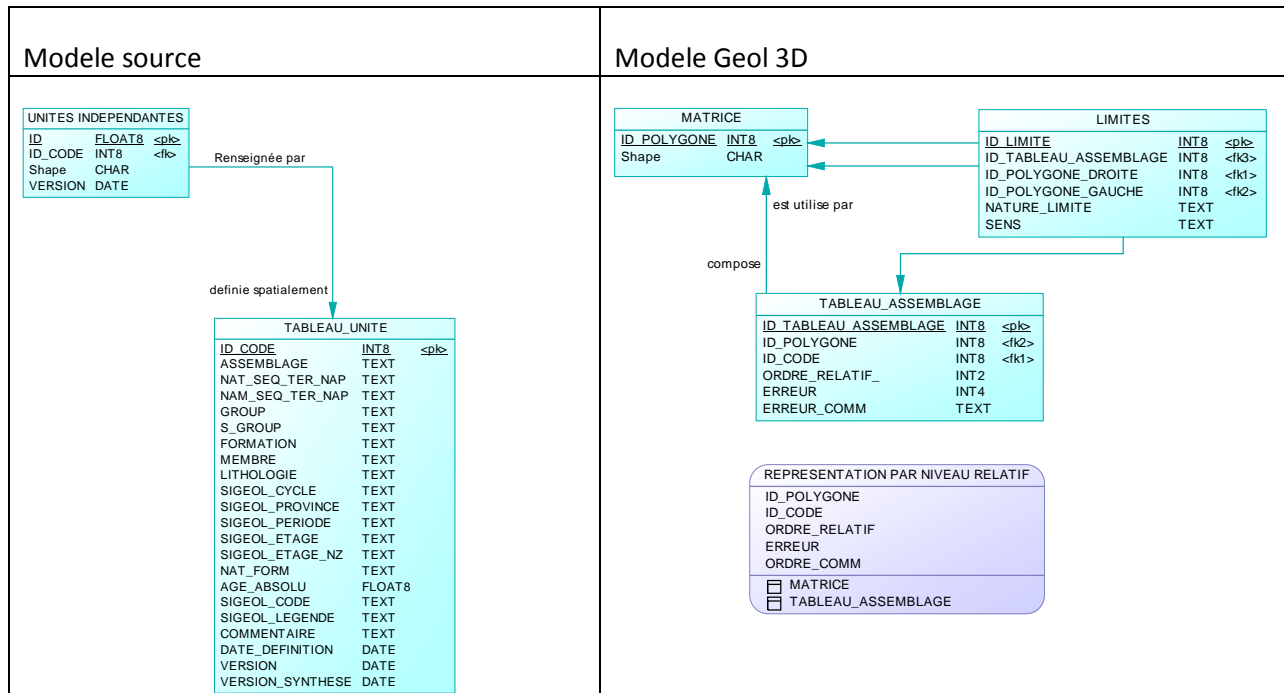 Modele source
UNITES INDEPENDANTES
ID FLOAT8 <pk>
ID_CODE INT8 <fk>
Shape CHAR
VERSION DATE
Renseignée par
definie spatialement
TABLEAU_UNITE
ID_CODE INT8 <pk>
ASSEMBLAGE TEXT
NAT_SEQ_TER_NAP TEXT
NAM_SEQ_TER_NAP TEXT
GROUP TEXT
S_GROUP TEXT
FORMATION TEXT
MEMBRE TEXT
LITHOLOGIE TEXT
SIGEOL_CYCLE TEXT
SIGEOL_PROVINCE TEXT
SIGEOL_PERIODE TEXT
SIGEOL_ETAGE TEXT
SIGEOL_ETAGE_NZ TEXT
NAT_FORM TEXT
AGE_ABSOLU FLOAT8
SIGEOL_CODE TEXT
SIGEOL_LEGENDE TEXT
COMMENTAIRE TEXT
DATE_DEFINITION DATE
VERSION DATE
VERSION_SYNTHESE DATE
Modele Geol 3D
MATRICE
ID_POLYGONE INT8 <pk>
Shape CHAR
LIMITES
ID_LIMITE INT8 <pk>
ID_TABLEAU_ASSEMBLAGE INT8 <fk3>
ID_POLYGONE_DROITE INT8 <fk1>
ID_POLYGONE_GAUCHE INT8 <fk2>
NATURE_LIMITE TEXT
SENS TEXT
est utilise par
compose
TABLEAU_ASSEMBLAGE
ID_TABLEAU_ASSEMBLAGE INT8 <pk>
ID_POLYGONE INT8 <fk2>
ID_CODE INT8 <fk1>
ORDRE_RELATIF_ INT2
ERREUR INT4
ERREUR_COMM TEXT
REPRESENTATION PAR NIVEAU RELATIF
ID_POLYGONE
ID_CODE
ORDRE_RELATIF
ERREUR
ORDRE_COMM
MATRICE
TABLEAU_ASSEMBLAGE